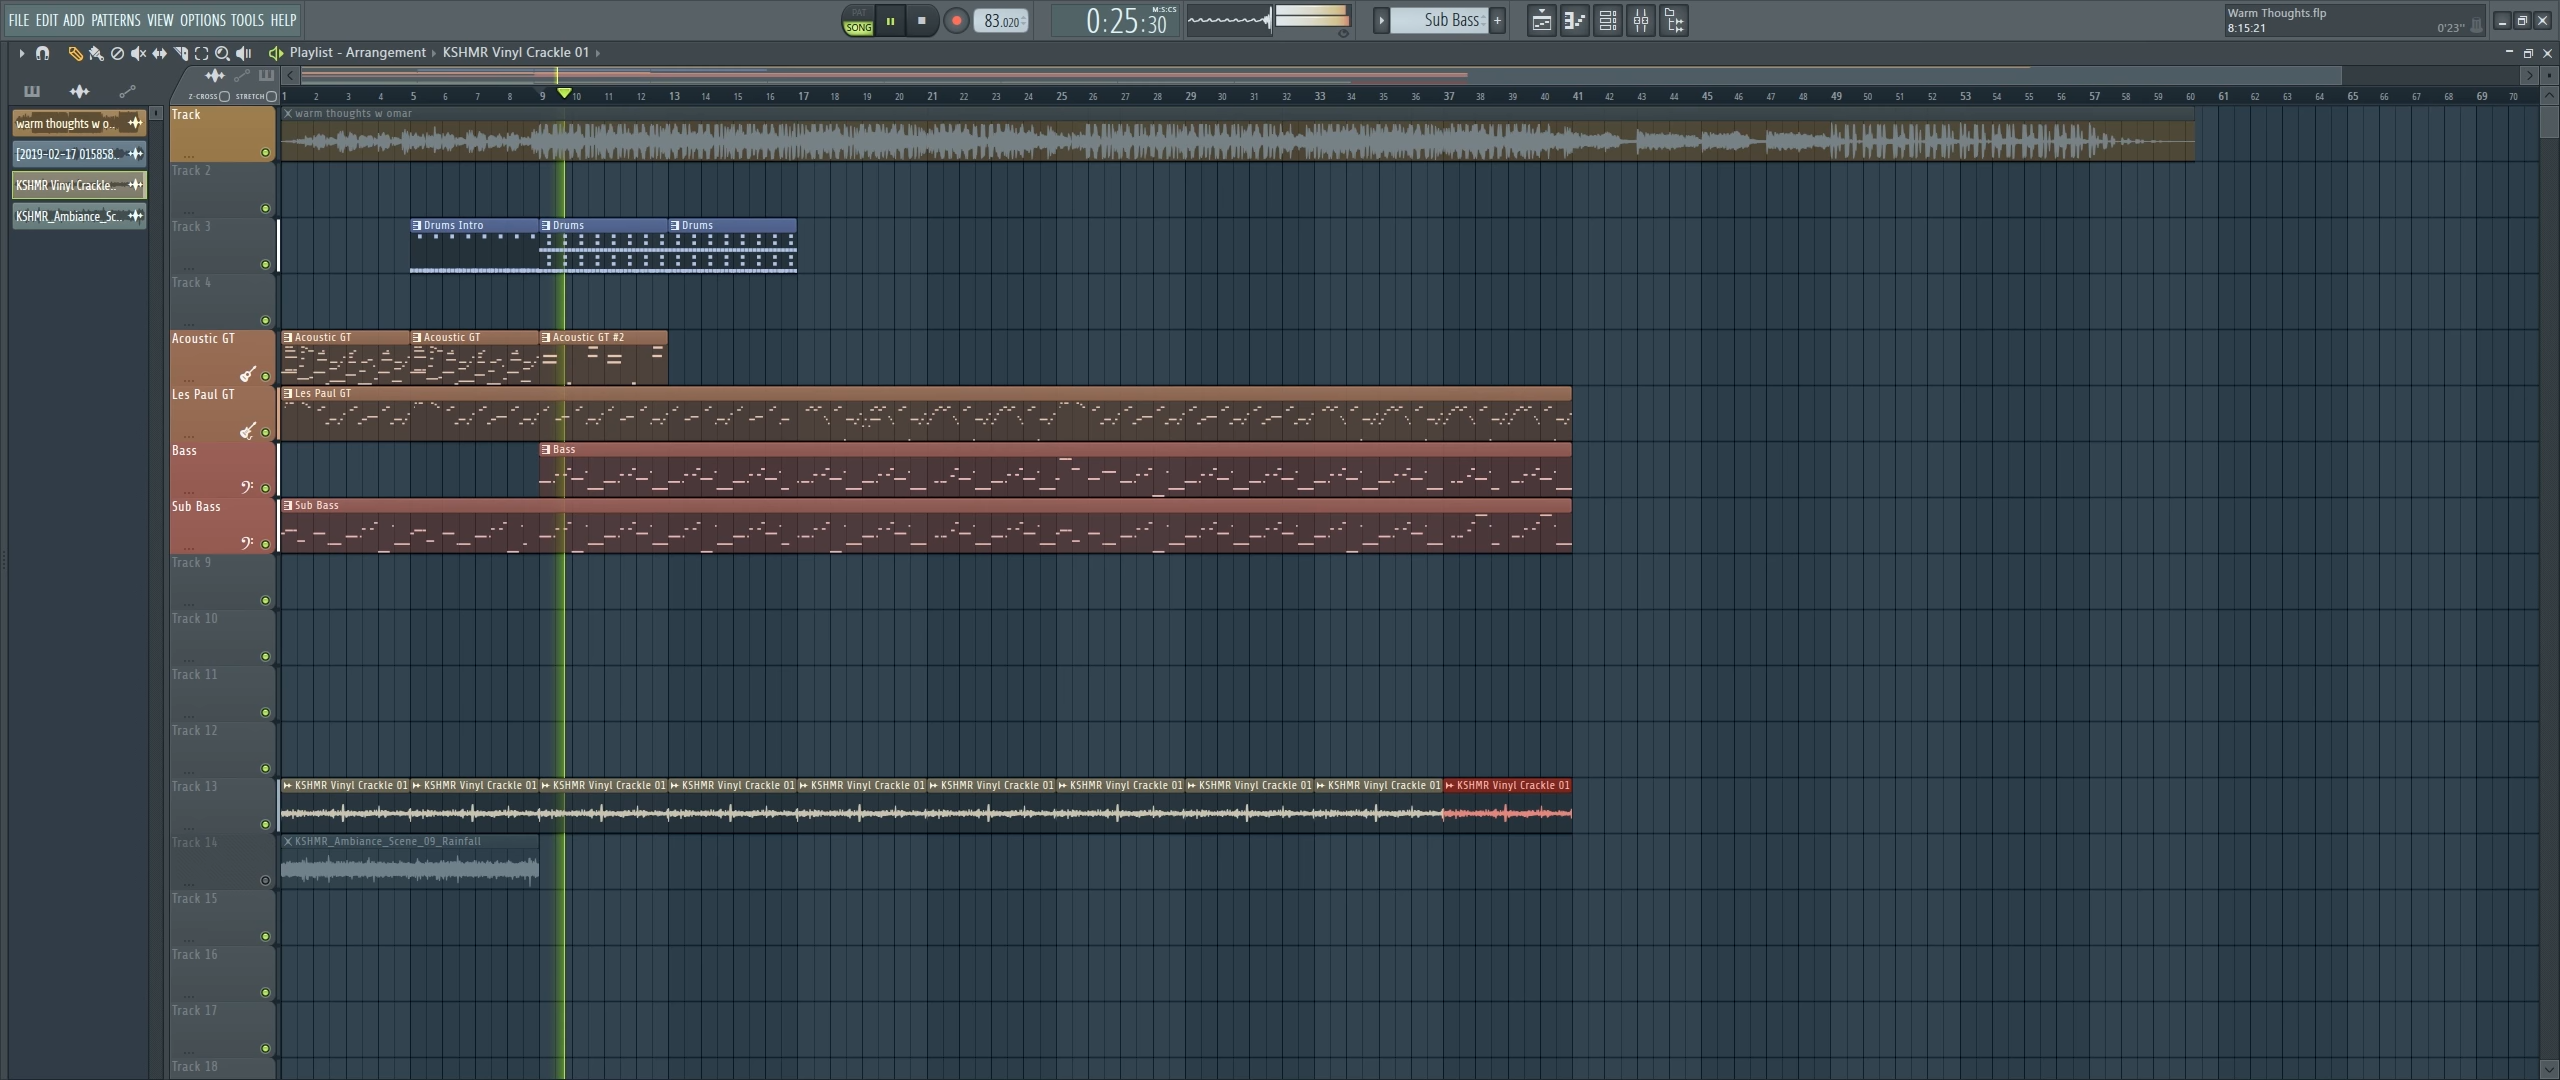 FILE EDIT ADD PATTERNS VIEW OPTIONS TOOLS HELP
PAT
SONG
83.020
0:25:30
M:S:CS
Sub Bass
Warm Thoughts.flp
8:15:21
0'23"
Playlist - Arrangement KSHMR Vinyl Crackle 01
Z-CROSS STRETCH
1 2 3 4 5 6 7 8 9 10 11 12 13 14 15 16 17 18 19 20 21 22 23 24 25 26 27 28 29 30 31 32 33 34 35 36 37 38 39 40 41 42 43 44 45 46 47 48 49 50 51 52 53 54 55 56 57 58 59 60 61 62 63 64 65 66 67 68 69 70
warm thoughts w o..
[2019-02-17 015858..
KSHMR Vinyl Crackle..
KSHMR_Ambiance_Sc..
Track
warm thoughts w omar
Track 2
Track 3
Drums Intro
Drums
Drums
Track 4
Acoustic GT
Acoustic GT
Acoustic GT
Acoustic GT #2
Les Paul GT
Les Paul GT
Bass
Bass
Sub Bass
Sub Bass
Track 9
Track 10
Track 11
Track 12
Track 13
KSHMR Vinyl Crackle 01
KSHMR Vinyl Crackle 01
KSHMR Vinyl Crackle 01
KSHMR Vinyl Crackle 01
KSHMR Vinyl Crackle 01
KSHMR Vinyl Crackle 01
KSHMR Vinyl Crackle 01
KSHMR Vinyl Crackle 01
KSHMR Vinyl Crackle 01
KSHMR Vinyl Crackle 01
Track 14
KSHMR_Ambiance_Scene_09_Rainfall
Track 15
Track 16
Track 17
Track 18